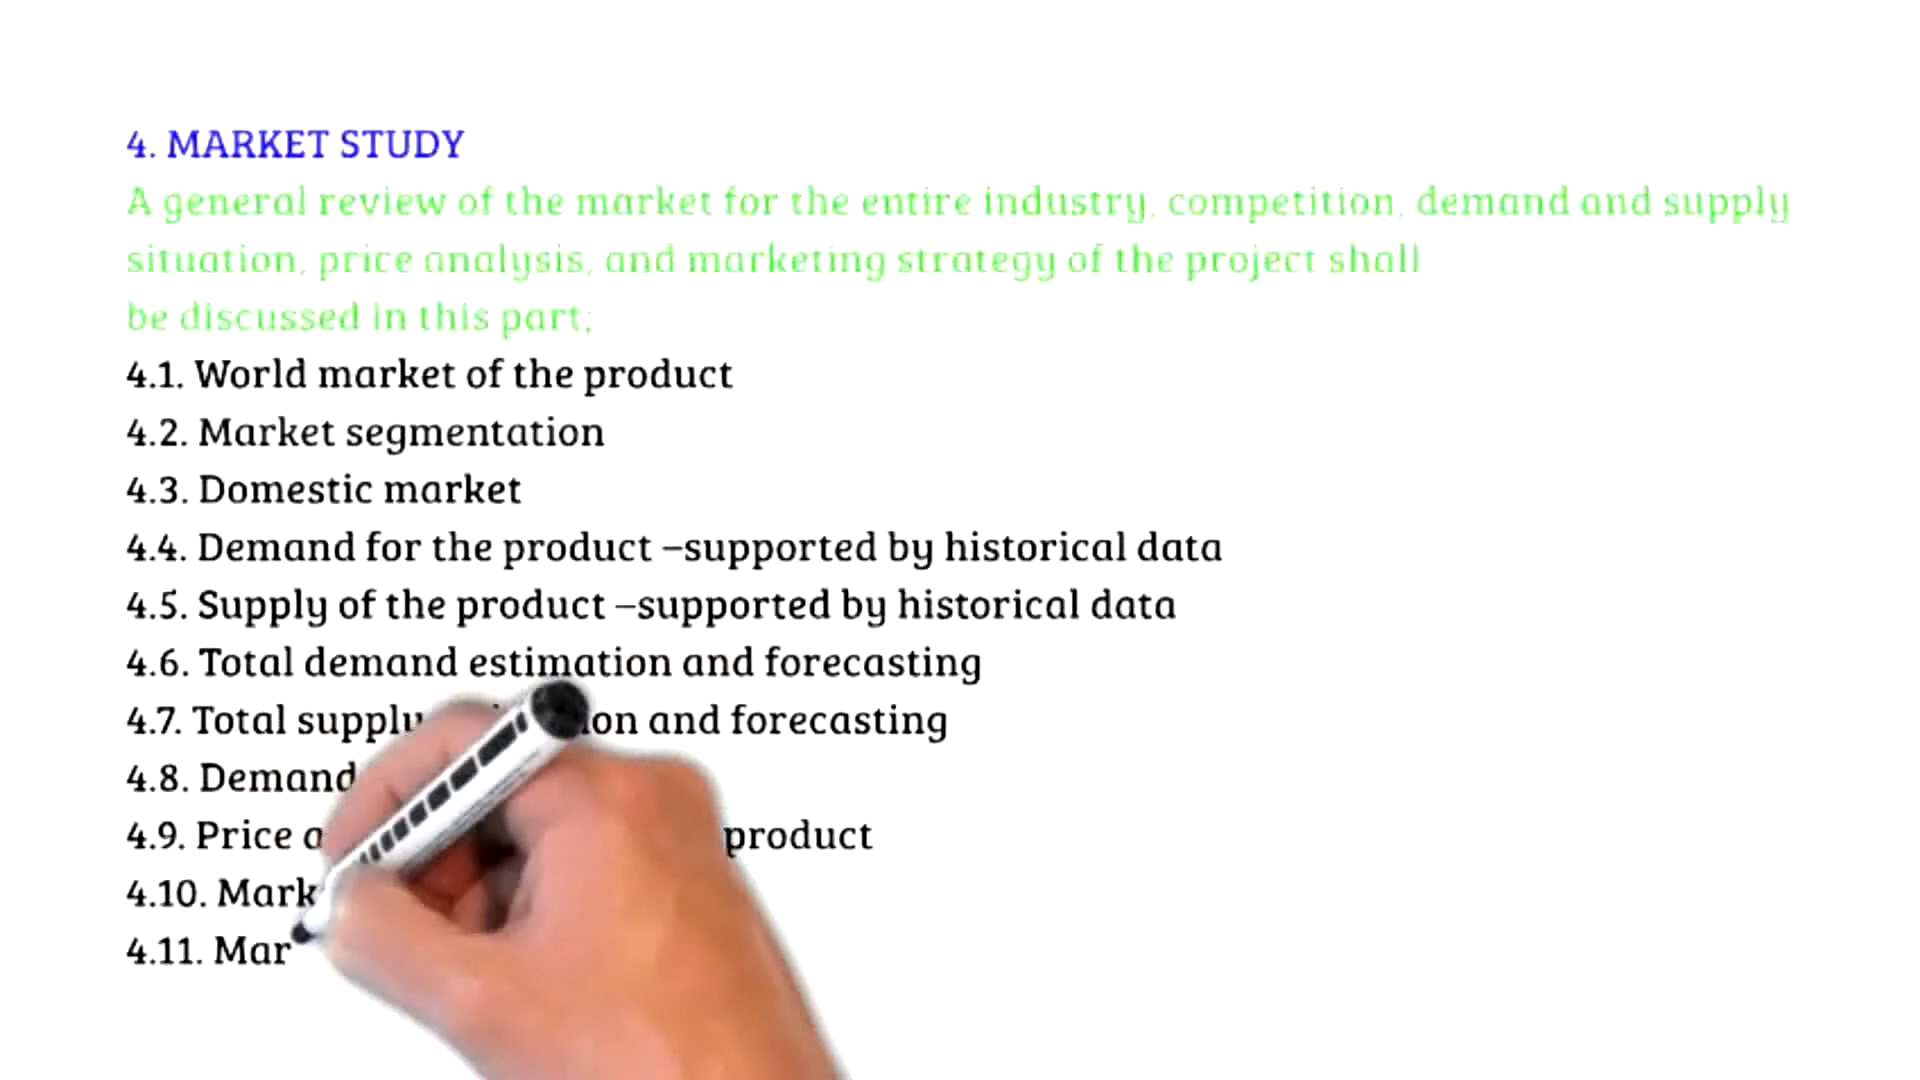 4. MARKET STUDY
A general review of the market for the entire industry, competition, demand and supply
situation, price analysis, and marketing strategy of the project shall
be discussed in this part;
4.1. World market of the product
4.2. Market segmentation
4.3. Domestic market
4.4. Demand for the product –supported by historical data
4.5. Supply of the product –supported by historical data
4.6. Total demand estimation and forecasting
4.7. Total supply and forecasting
4.8. Demand
4.9. Price product
4.10. Mark
4.11. Mar